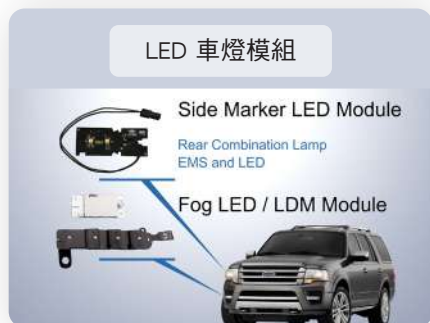 LED 車燈模組
Side Marker LED Module
Rear Combination Lamp
EMS and LED
Fog LED / LDM Module